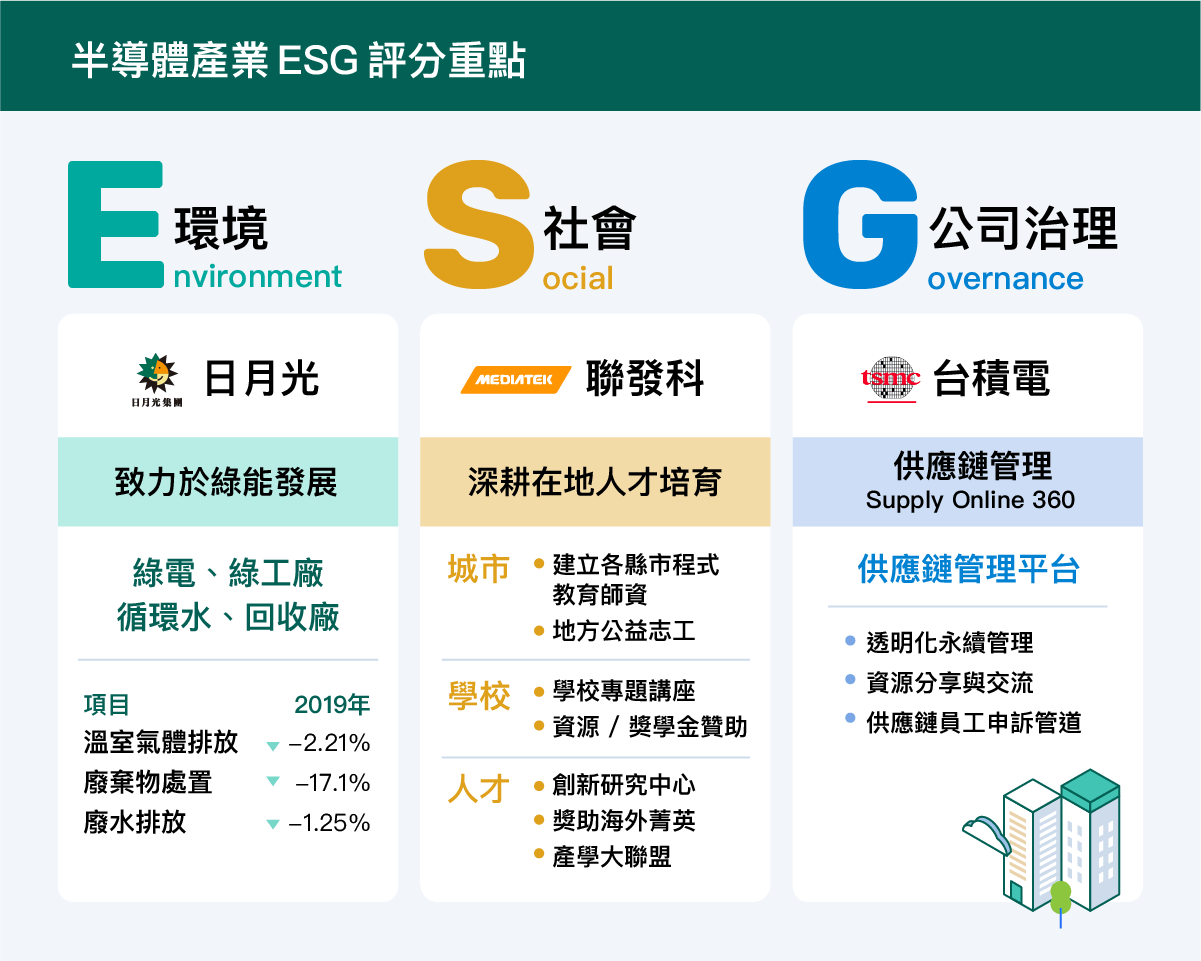 半導體產業 ESG 評分重點
E 環境
nvironment
日月光集團
日月光
致力於綠能發展
綠電、綠工廠
循環水、回收廠
項目 2019年
溫室氣體排放 ▼ –2.21%
廢棄物處置 ▼ –17.1%
廢水排放 ▼ –1.25%
S 社會
ocial
MEDIATEK 聯發科
深耕在地人才培育
城市
• 建立各縣市程式
教育師資
• 地方公益志工
學校
• 學校專題講座
• 資源 / 獎學金贊助
人才
• 創新研究中心
• 獎助海外菁英
• 產學大聯盟
G 公司治理
overnance
tsmc 台積電
供應鏈管理
Supply Online 360
供應鏈管理平台
• 透明化永續管理
• 資源分享與交流
• 供應鏈員工申訴管道